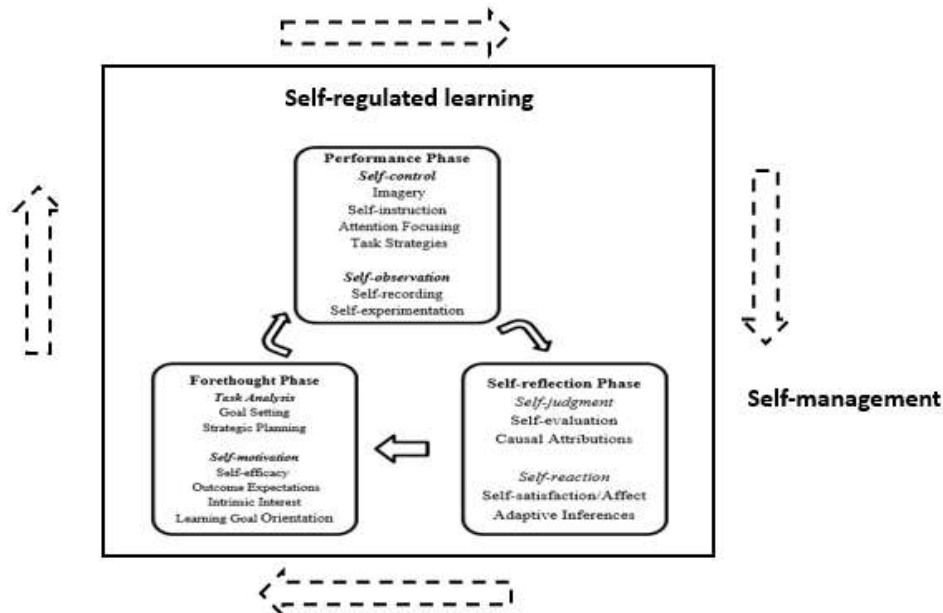 Self-regulated learning
Performance Phase
Self-control
Imagery
Self-instruction
Attention Focusing
Task Strategies
Self-observation
Self-recording
Self-experimentation
Forethought Phase
Task Analysis
Goal Setting
Strategic Planning
Self-motivation
Self-efficacy
Outcome Expectations
Intrinsic Interest
Learning Goal Orientation
Self-reflection Phase
Self-judgment
Self-evaluation
Causal Attributions
Self-reaction
Self-satisfaction/Affect
Adaptive Inferences
Self-management